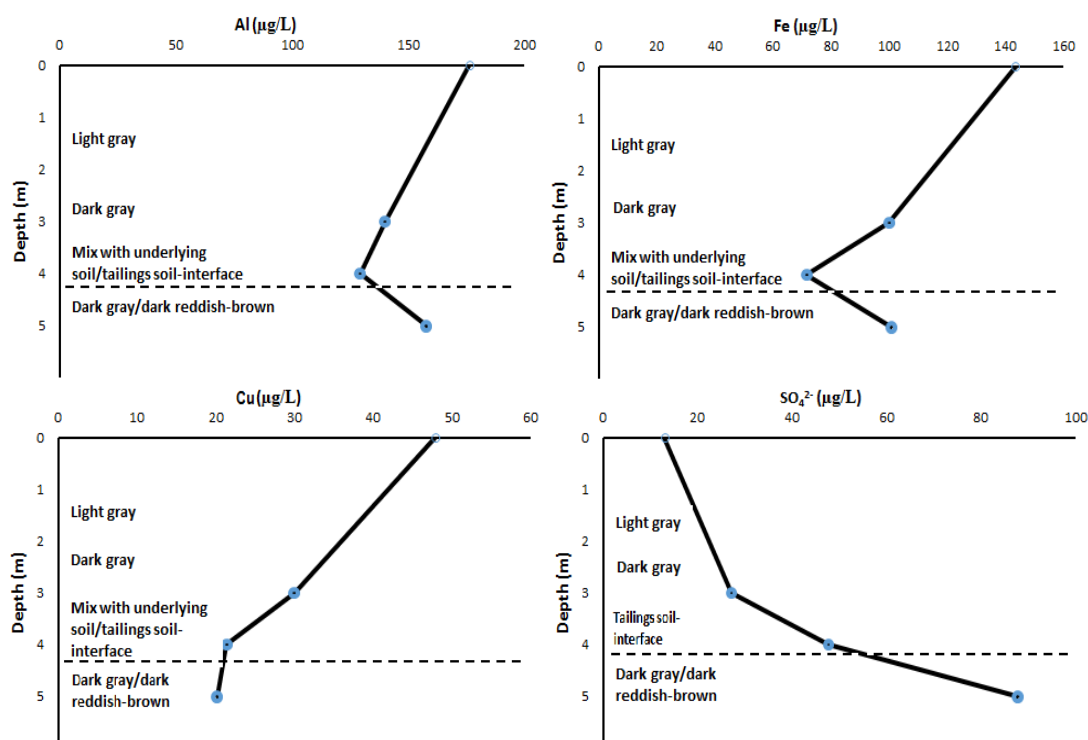 Al (µg/L)
0 50 100 150 200
0
1
2
3
4
5
Depth (m)
Light gray
Dark gray
Mix with underlying
soil/tailings soil-interface
Dark gray/dark reddish-brown
Fe (µg/L)
0 20 40 60 80 100 120 140 160
0
1
2
3
4
5
Depth (m)
Light gray
Dark gray
Mix with underlying
soil/tailings soil-interface
Dark gray/dark reddish-brown
Cu (µg/L)
0 10 20 30 40 50 60
0
1
2
3
4
5
Depth (m)
Light gray
Dark gray
Mix with underlying
soil/tailings soil-
interface
Dark gray/dark
reddish-brown
SO₄²⁻ (µg/L)
0 20 40 60 80 100
0
1
2
3
4
5
Depth (m)
Light gray
Dark gray
Tailings soil-
interface
Dark gray/dark
reddish-brown